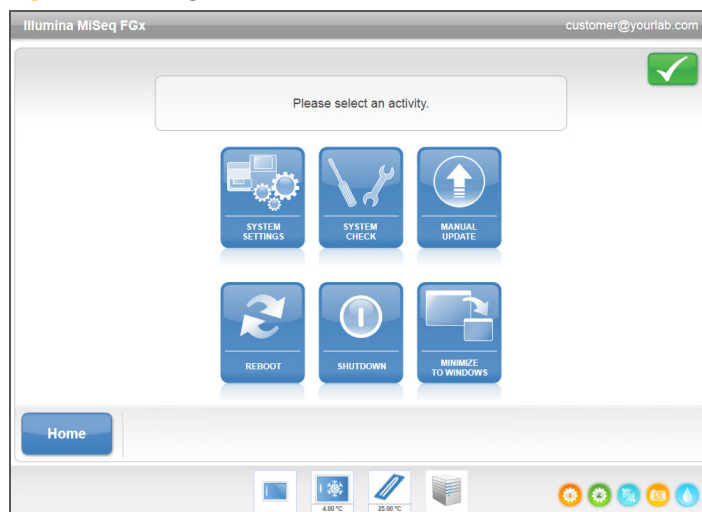 Illumina MiSeq FGx
customer@yourlab.com
Please select an activity.
SYSTEM
SETTINGS
SYSTEM
CHECK
MANUAL
UPDATE
REBOOT
SHUTDOWN
MINIMIZE
TO WINDOWS
Home
4.00 °C
25.00 °C